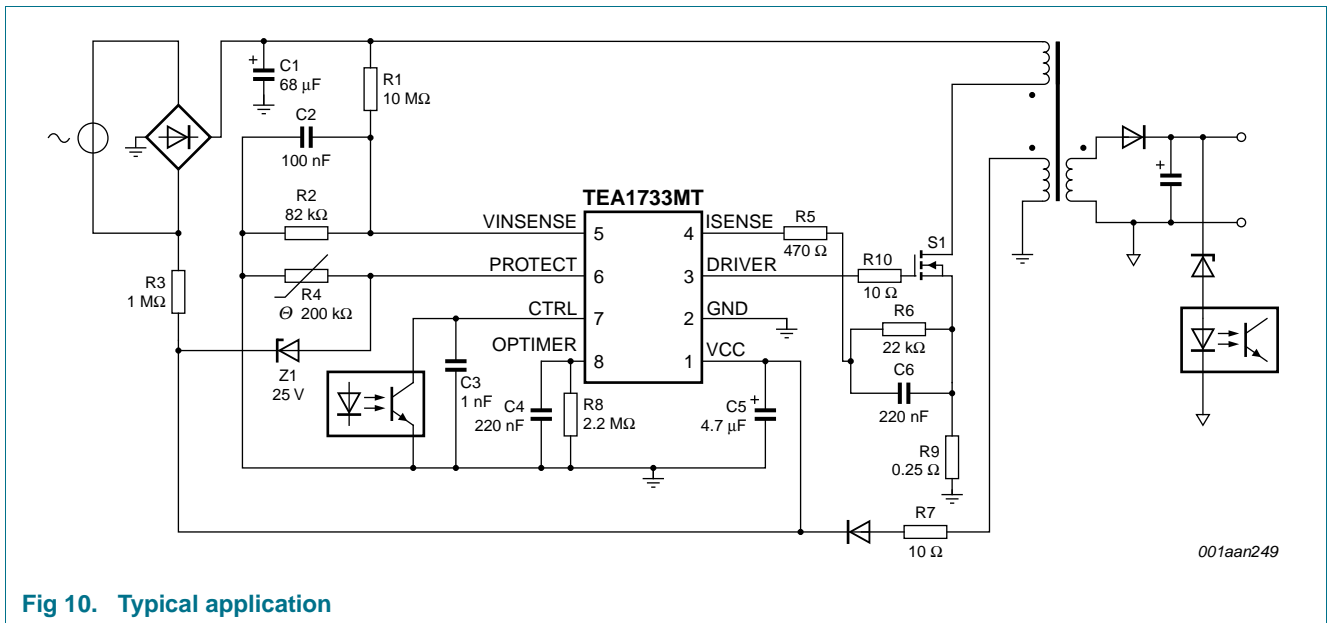 C1
68 μF
R1
10 MΩ
C2
100 nF
R2
82 kΩ
TEA1733MT
VINSENSE
5
4
ISENSE
R5
470 Ω
S1
PROTECT
6
3
DRIVER
R10
10 Ω
R3
1 MΩ
R4
Θ 200 kΩ
CTRL
7
2
GND
R6
22 kΩ
OPTIMER
8
1
VCC
Z1
25 V
C3
1 nF
C4
220 nF
R8
2.2 MΩ
C5
4.7 μF
C6
220 nF
R9
0.25 Ω
R7
10 Ω
001aan249
Fig 10. Typical application